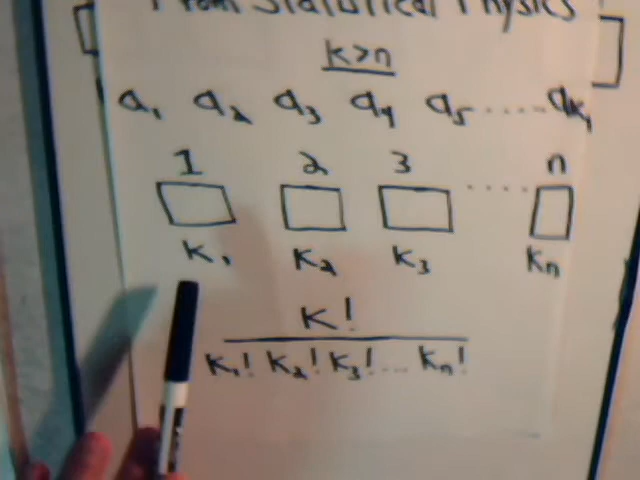 From Statistical Physics
K>n
a₁ a₂ a₃ a₄ a₅ ..... aₖ
1 2 3 ..... n
K₁ K₂ K₃ Kₙ
K!
K₁! K₂! K₃! .... Kₙ!